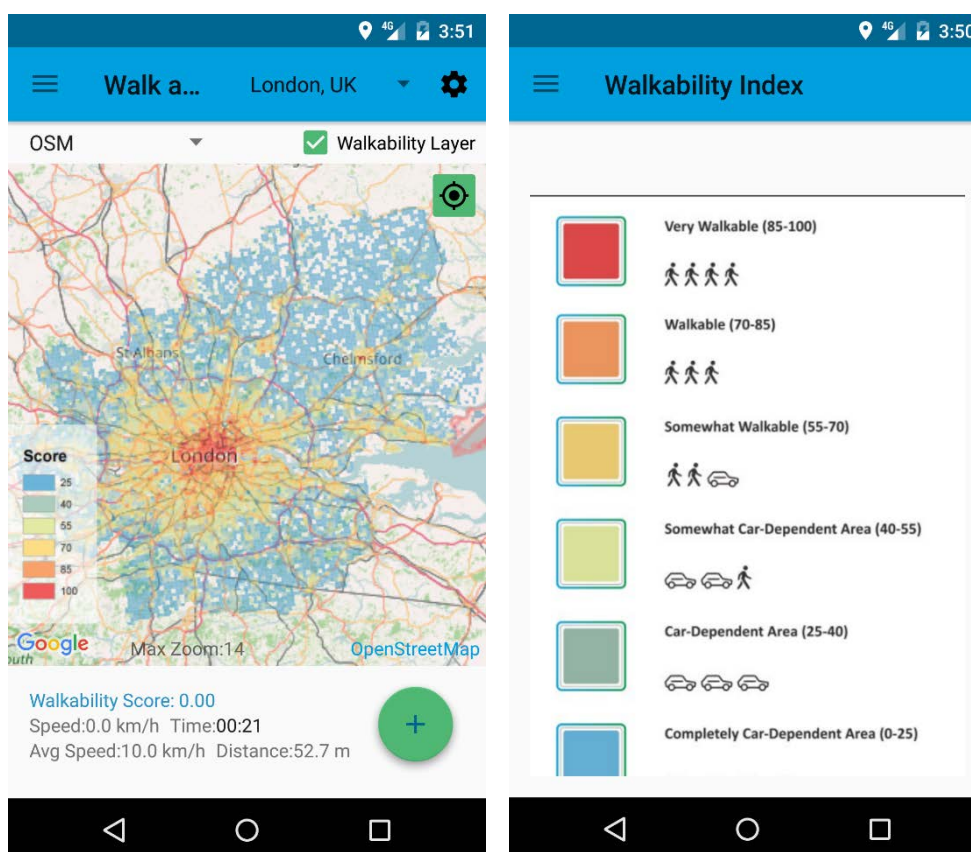 4G 3:51
Walk a... London, UK
OSM Walkability Layer
St Albans
Chelmsford
London
Score
25
40
55
70
85
100
Google
outh
Max Zoom:14
OpenStreetMap
Walkability Score: 0.00
Speed:0.0 km/h Time:00:21
Avg Speed:10.0 km/h Distance:52.7 m
4G 3:50
Walkability Index
Very Walkable (85-100)
Walkable (70-85)
Somewhat Walkable (55-70)
Somewhat Car-Dependent Area (40-55)
Car-Dependent Area (25-40)
Completely Car-Dependent Area (0-25)